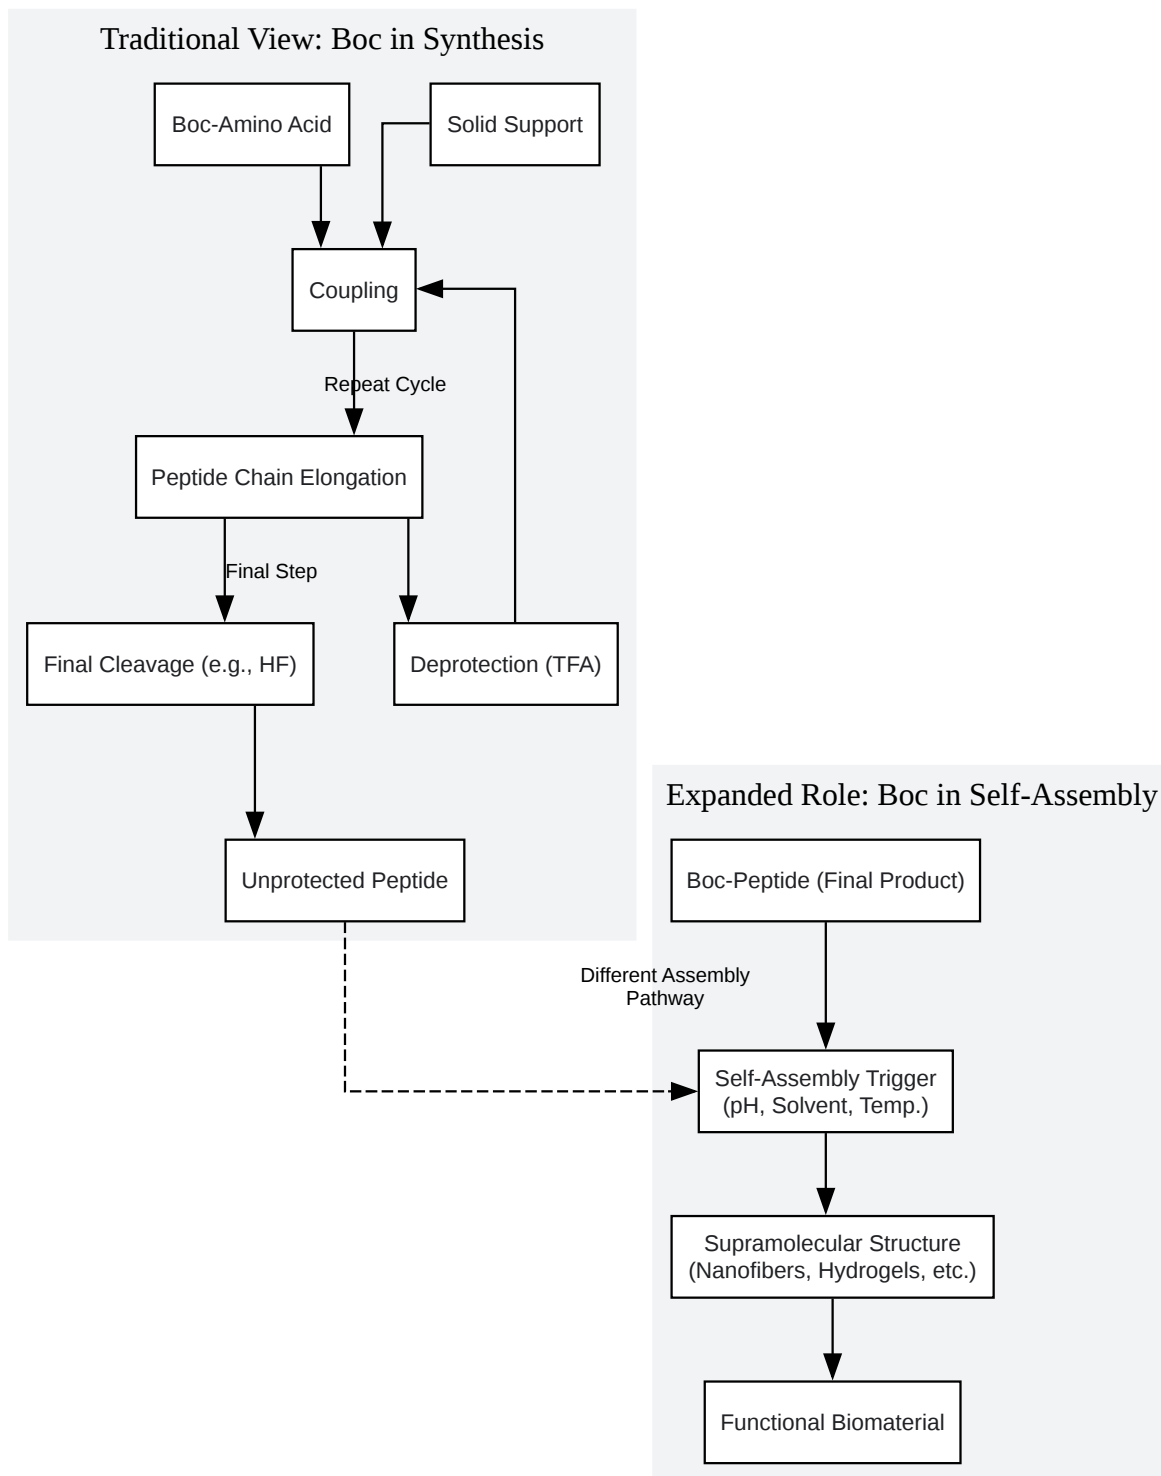 Traditional View: Boc in Synthesis
Boc-Amino Acid
Solid Support
Coupling
Repeat Cycle
Peptide Chain Elongation
Final Step
Final Cleavage (e.g., HF)
Deprotection (TFA)
Unprotected Peptide
Expanded Role: Boc in Self-Assembly
Boc-Peptide (Final Product)
Different Assembly
Pathway
Self-Assembly Trigger
(pH, Solvent, Temp.)
Supramolecular Structure
(Nanofibers, Hydrogels, etc.)
Functional Biomaterial